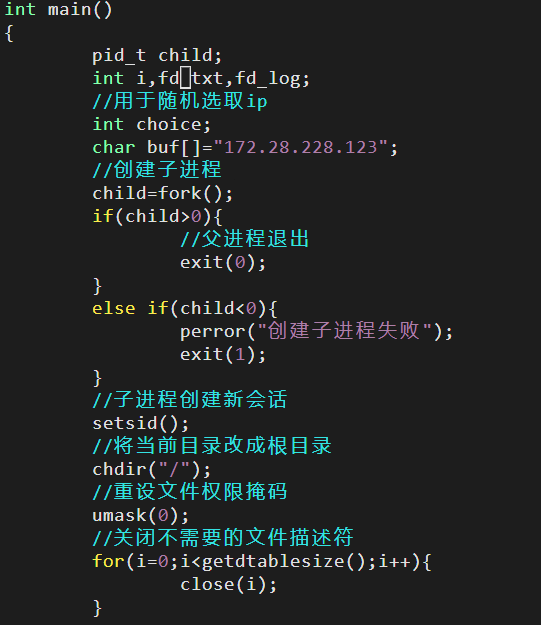 int main()
{
        pid_t child;
        int i,fd_txt,fd_log;
        //用于随机选取ip
        int choice;
        char buf[]="172.28.228.123";
        //创建子进程
        child=fork();
        if(child>0){
                //父进程退出
                exit(0);
        }
        else if(child<0){
                perror("创建子进程失败");
                exit(1);
        }
        //子进程创建新会话
        setsid();
        //将当前目录改成根目录
        chdir("/");
        //重设文件权限掩码
        umask(0);
        //关闭不需要的文件描述符
        for(i=0;i<getdtablesize();i++){
                close(i);
        }